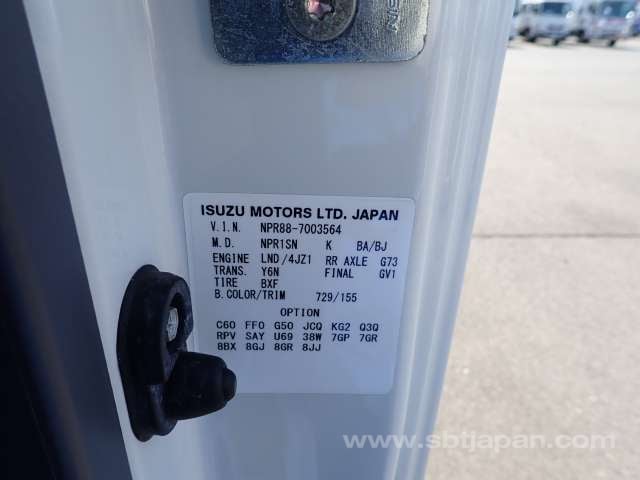 ISUZU MOTORS LTD. JAPAN
V.I.N. NPR88-7003564
M.D. NPR1SN K BA/BJ
ENGINE LND/4JZ1 RR AXLE G73
TRANS. Y6N FINAL GV1
TIRE BXF
B.COLOR/TRIM 729/155
OPTION
C60 FF0 G50 JCQ KG2 Q3Q
RPV SAY U69 38W 7GP 7GR
8BX 8GJ 8GR 8JJ
www.sbtjapan.com